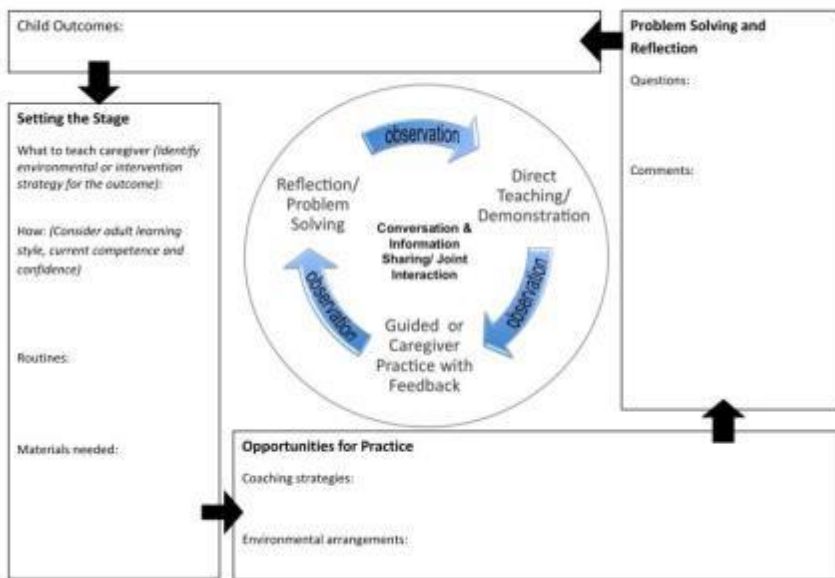 Child Outcomes:
Setting the Stage
What to teach caregiver (Identify
environmental or intervention
strategy for the outcome):
How: (Consider adult learning
style, current competence and
confidence)
Routines:
Materials needed:
observation
Direct
Teaching/
Demonstration
observation
Guided or
Caregiver
Practice with
Feedback
observation
Reflection/
Problem
Solving
Conversation &
Information
Sharing/ Joint
Interaction
Opportunities for Practice
Coaching strategies:
Environmental arrangements:
Problem Solving and
Reflection
Questions:
Comments: